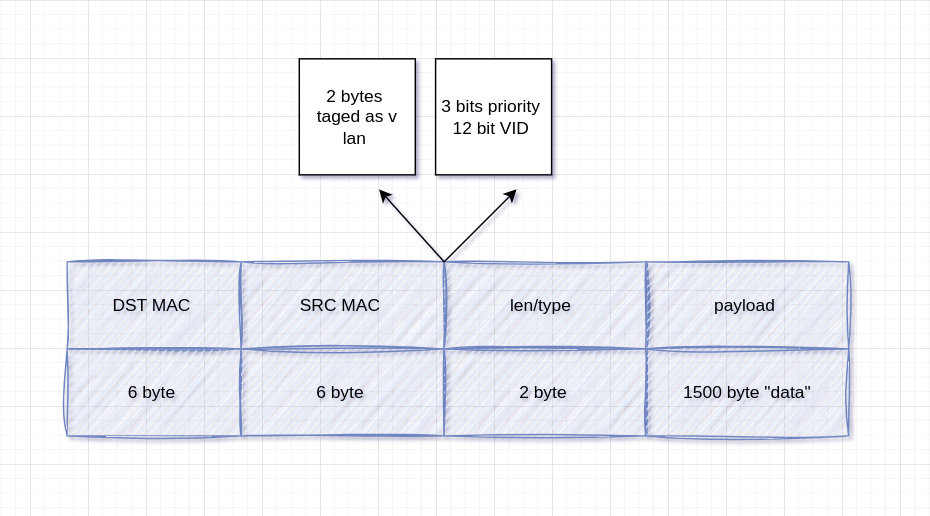 2 bytes
taged as v
lan
3 bits priority
12 bit VID
DST MAC
SRC MAC
len/type
payload
6 byte
6 byte
2 byte
1500 byte "data"